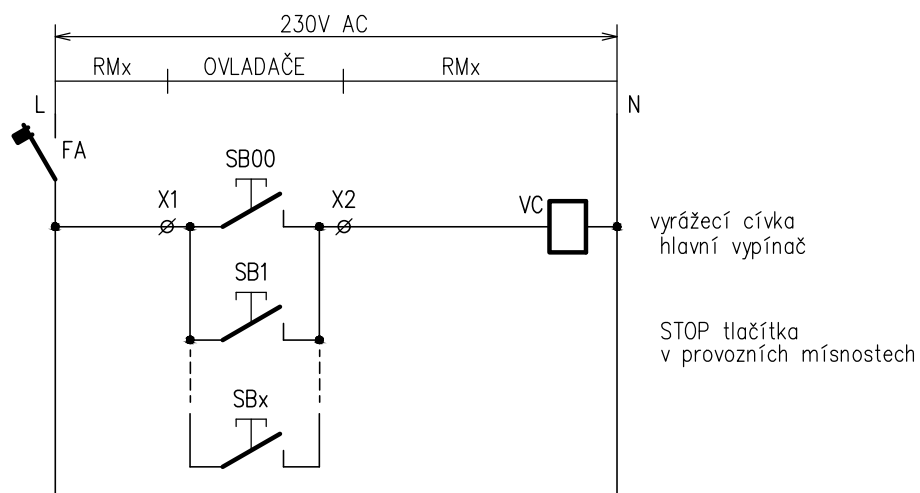 230V AC
RMx OVLADAČE RMx
L N
FA
SB00
X1 X2 VC
vyrážecí cívka
hlavní vypínač
SB1
STOP tlačítka
v provozních mísnostech
SBx